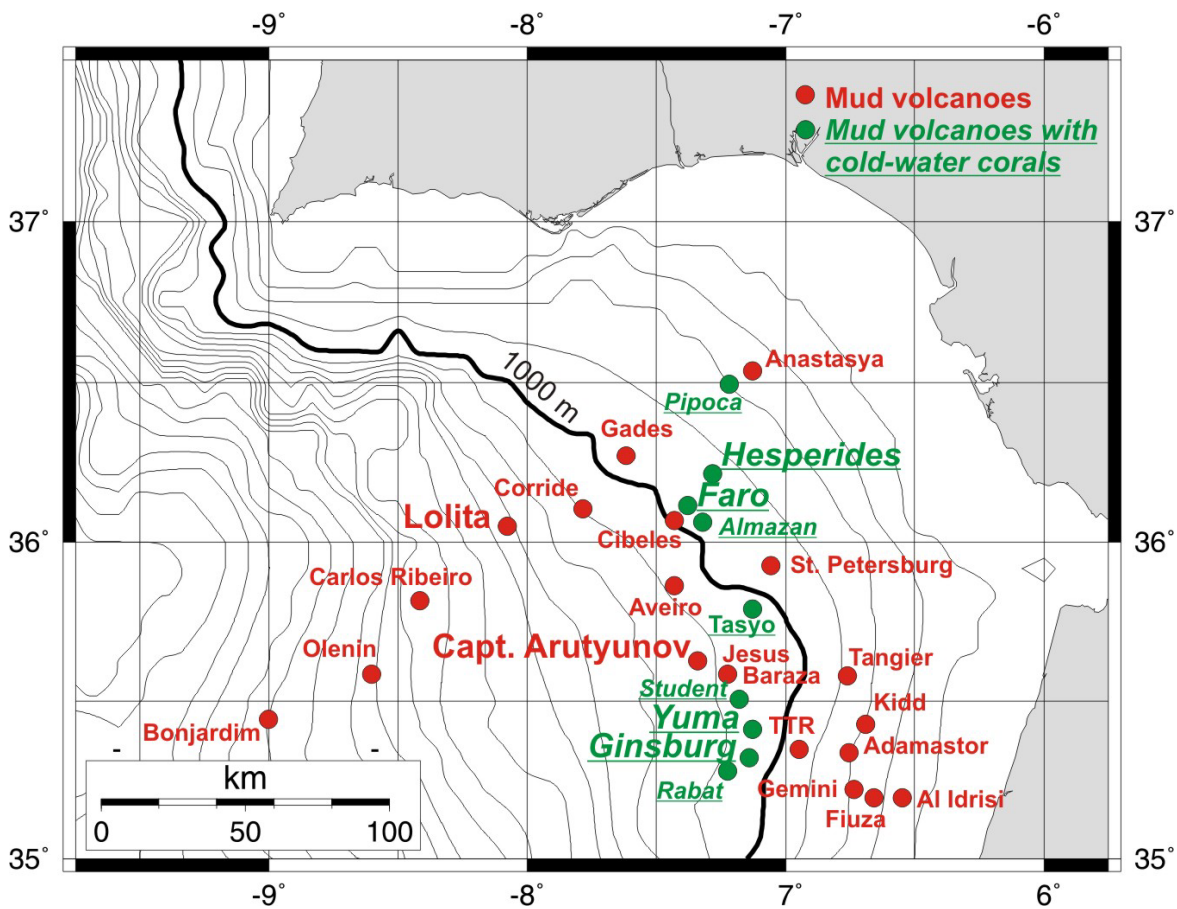 -9° -8° -7° -6°
Mud volcanoes
Mud volcanoes with
cold-water corals
37° 37°
1000 m
Anastasya
Pipoca
Gades
Hesperides
Corride
Faro
Lolita
Almazan
Cibeles
36° 36°
St. Petersburg
Carlos Ribeiro
Aveiro
Tasyo
Capt. Arutyunov
Olenin
Jesus
Baraza
Tangier
Student
Kidd
Yuma
TTR
Bonjardim
Ginsburg
Adamastor
Rabat
Gemini
Al Idrisi
Fiuza
- -
km
0 50 100
35° 35°
-9° -8° -7° 6°